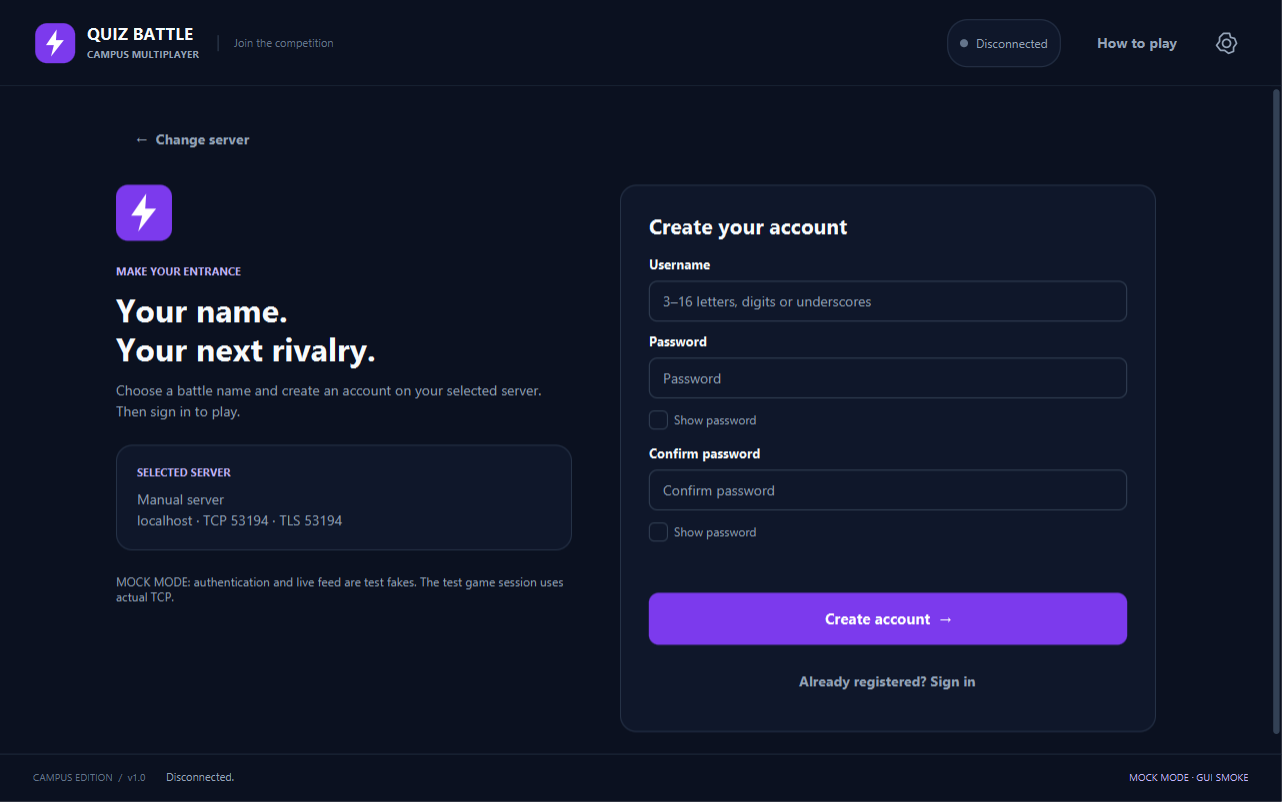 QUIZ BATTLE
CAMPUS MULTIPLAYER
Join the competition
Disconnected
How to play
← Change server
MAKE YOUR ENTRANCE
Your name.
Your next rivalry.
Choose a battle name and create an account on your selected server.
Then sign in to play.
SELECTED SERVER
Manual server
localhost · TCP 53194 · TLS 53194
MOCK MODE: authentication and live feed are test fakes. The test game session uses
actual TCP.
Create your account
Username
3–16 letters, digits or underscores
Password
Password
Show password
Confirm password
Confirm password
Show password
Create account →
Already registered? Sign in
CAMPUS EDITION / v1.0
Disconnected.
MOCK MODE · GUI SMOKE